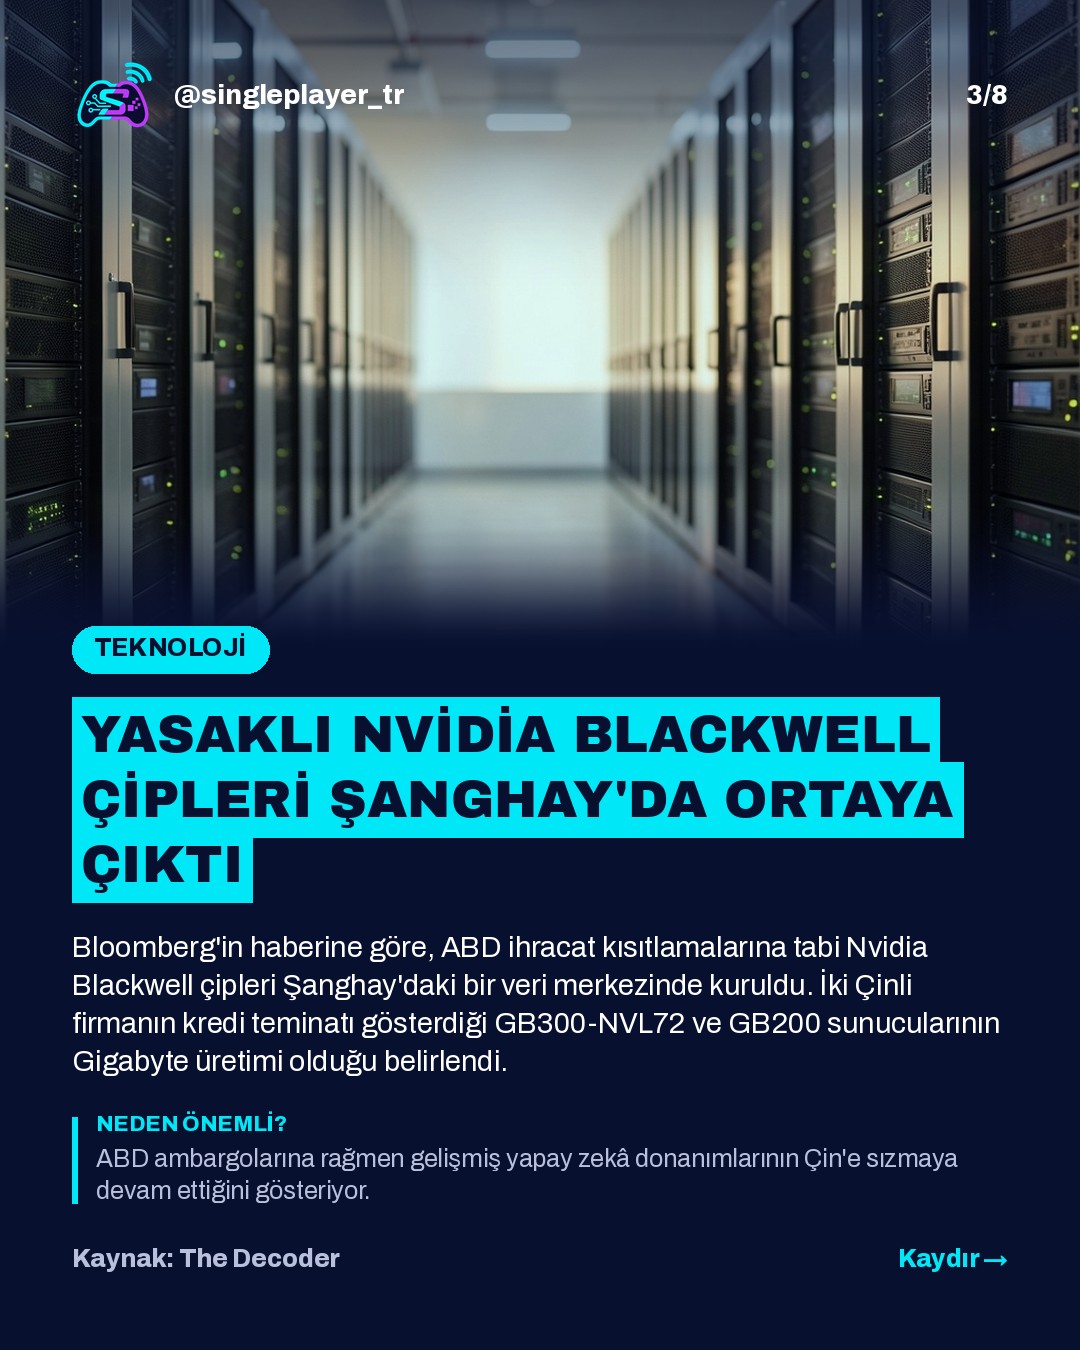 @singleplayer_tr
3/8
TEKNOLOJİ
YASAKLI NVİDİA BLACKWELL
ÇİPLERİ ŞANGHAY'DA ORTAYA
ÇIKTI
Bloomberg'in haberine göre, ABD ihracat kısıtlamalarına tabi Nvidia
Blackwell çipleri Şanghay'daki bir veri merkezinde kuruldu. İki Çinli
firmanın kredi teminatı gösterdiği GB300-NVL72 ve GB200 sunucularının
Gigabyte üretimi olduğu belirlendi.
NEDEN ÖNEMLİ?
ABD ambargolarına rağmen gelişmiş yapay zekâ donanımlarının Çin'e sızmaya
devam ettiğini gösteriyor.
Kaynak: The Decoder
Kaydır →